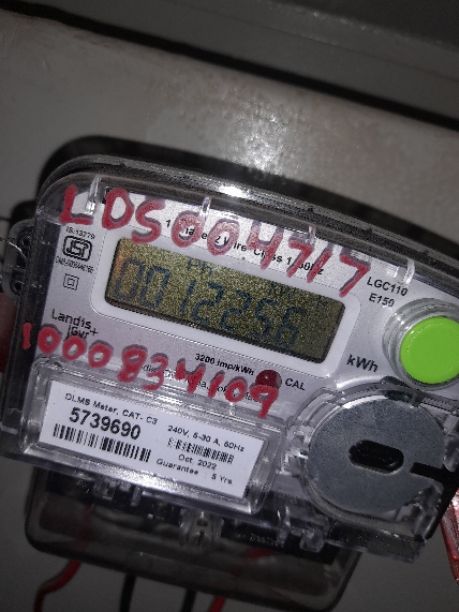 LDS004717
IS:13779
LGC110
E150
0012256
kWh
Landis+
Gyr+
3200 imp/kWh
CAL
1000834109
DLMS Meter, CAT- C3
5739690
240V, 5-30 A, 50Hz
Oct. 2022
Guarantee 5 Yrs